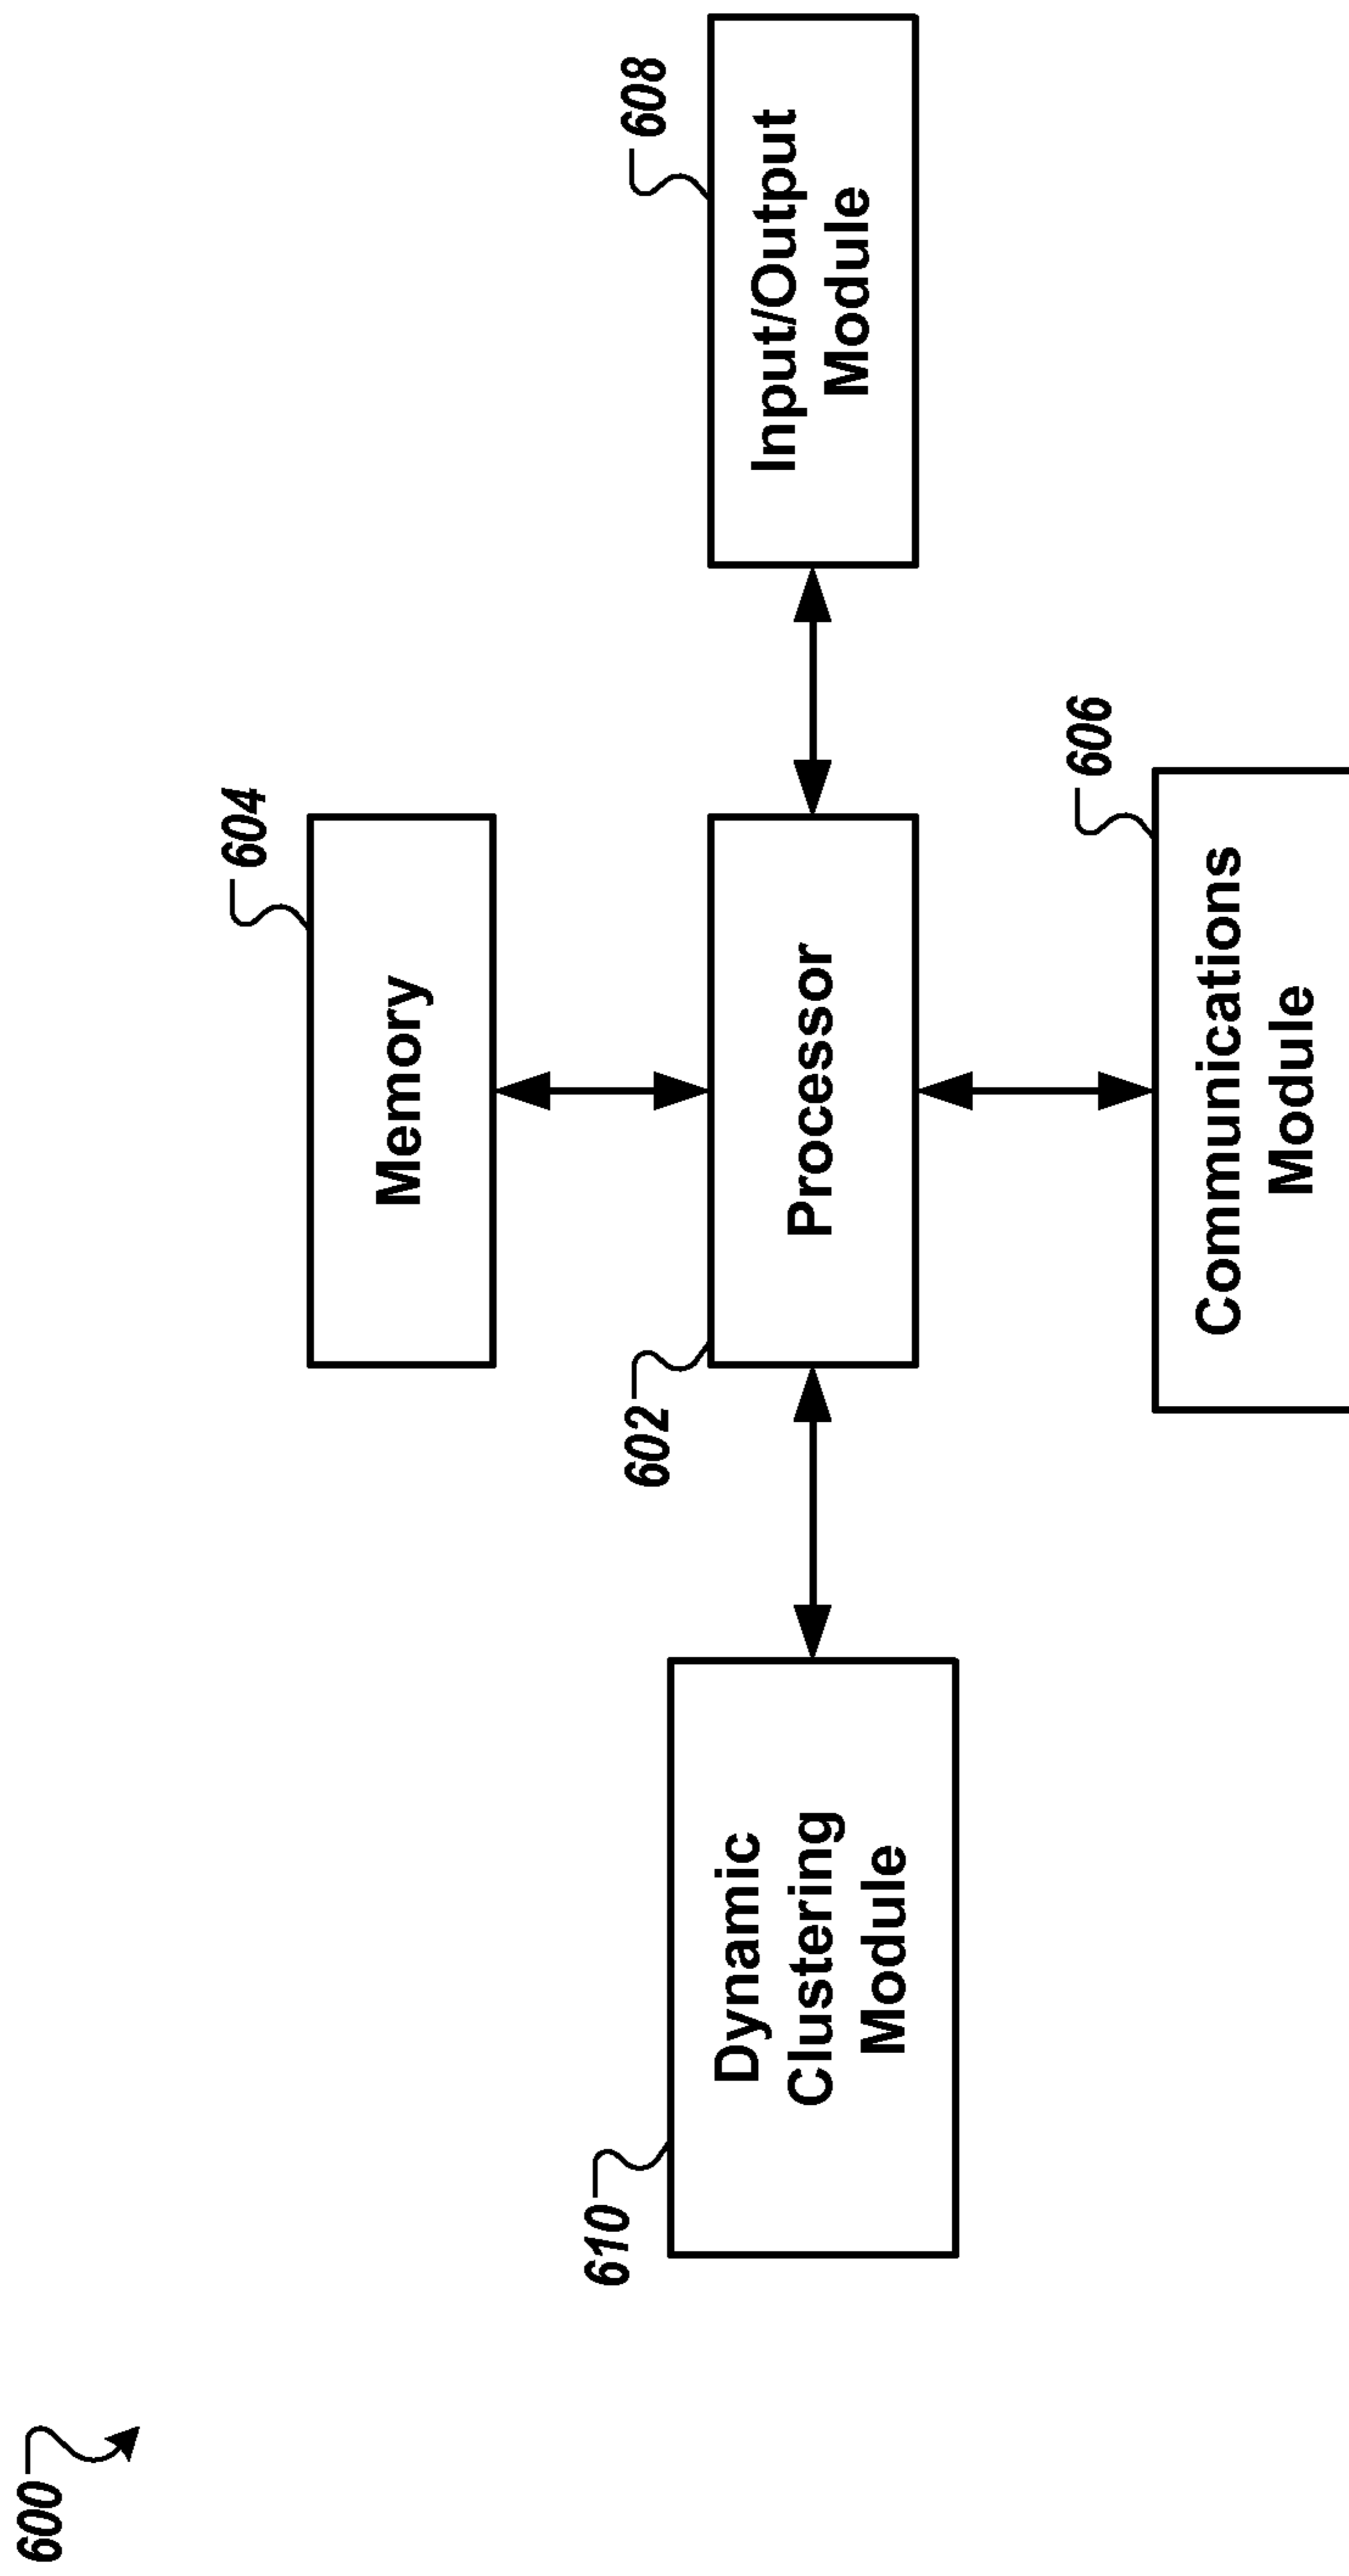 600
604
Memory
602
Processor
610
Dynamic
Clustering
Module
608
Input/Output
Module
606
Communications
Module